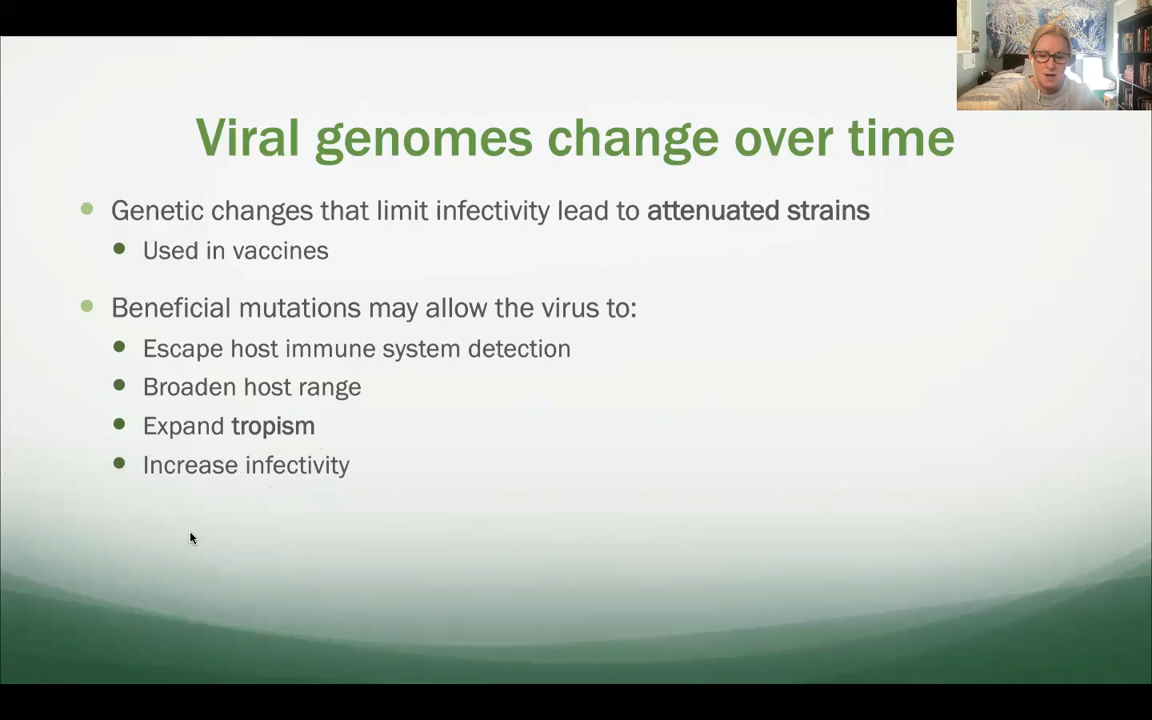 Viral genomes change over time
Genetic changes that limit infectivity lead to attenuated strains
Used in vaccines
Beneficial mutations may allow the virus to:
Escape host immune system detection
Broaden host range
Expand tropism
Increase infectivity